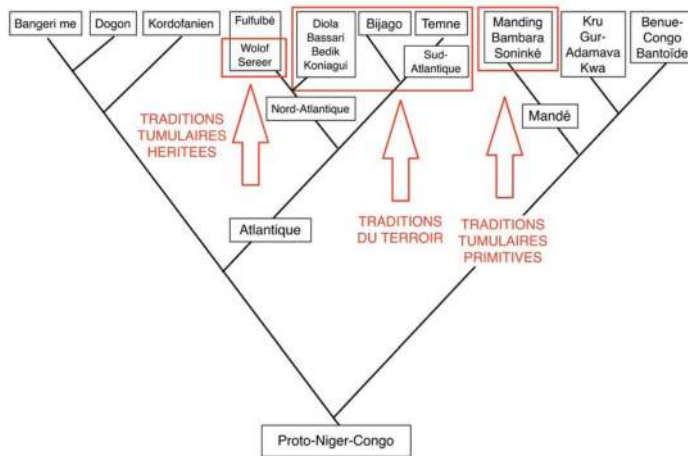 Bangeri me
Dogon
Kordofanien
Fulfulbé
Wolof
Sereer
Diola
Bassari
Bedik
Koniagui
Bijago
Temne
Sud-
Atlantique
Manding
Bambara
Soninké
Kru
Gur-
Adamava
Kwa
Benue-
Congo
Bantoïde
Nord-Atlantique
Mandé
TRADITIONS
TUMULAIRES
HERITEES
TRADITIONS
DU TERROIR
TRADITIONS
TUMULAIRES
PRIMITIVES
Atlantique
Proto-Niger-Congo